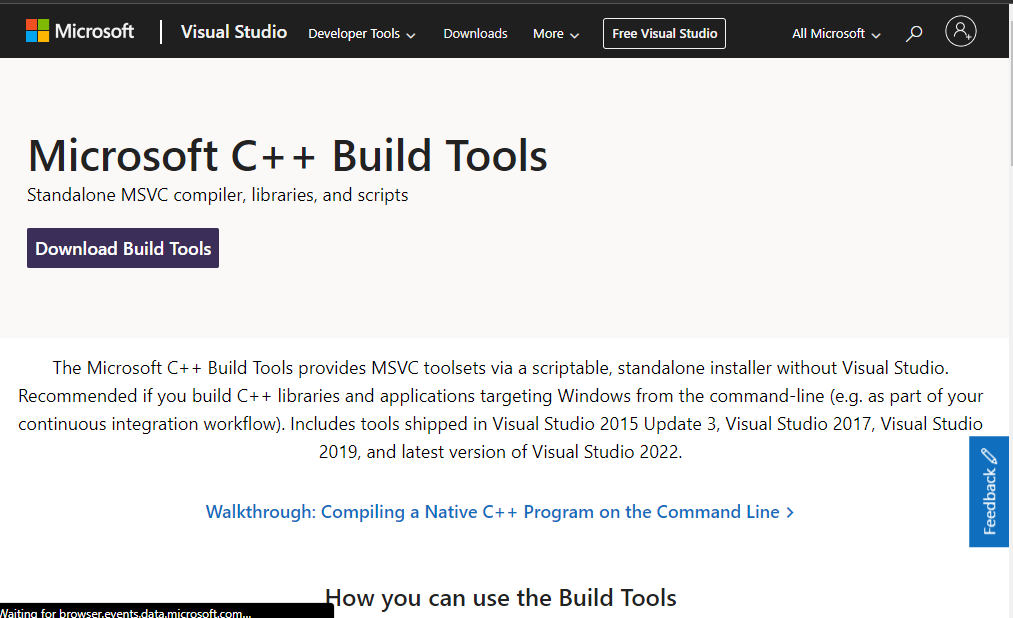 Microsoft | Visual Studio Developer Tools Downloads More Free Visual Studio All Microsoft
Microsoft C++ Build Tools
Standalone MSVC compiler, libraries, and scripts
Download Build Tools
The Microsoft C++ Build Tools provides MSVC toolsets via a scriptable, standalone installer without Visual Studio.
Recommended if you build C++ libraries and applications targeting Windows from the command-line (e.g. as part of your
continuous integration workflow). Includes tools shipped in Visual Studio 2015 Update 3, Visual Studio 2017, Visual Studio
2019, and latest version of Visual Studio 2022.
Feedback
Walkthrough: Compiling a Native C++ Program on the Command Line >
How you can use the Build Tools
Waiting for browser.events.data.microsoft.com...